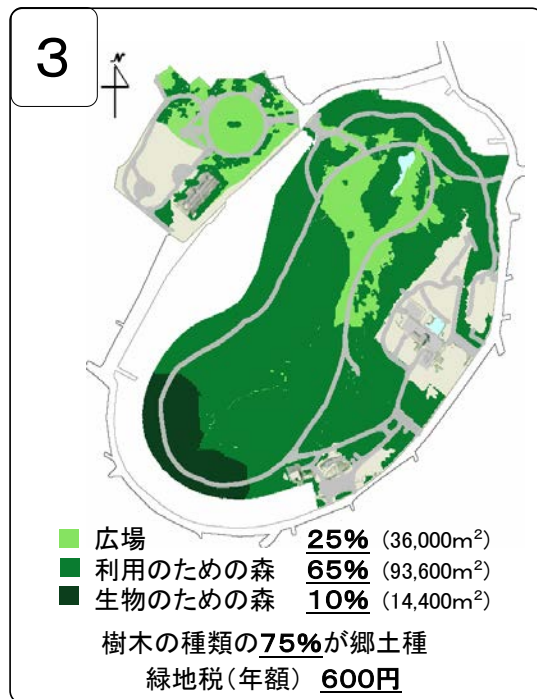 3
N
広場 25% (36,000m²)
利用のための森 65% (93,600m²)
生物のための森 10% (14,400m²)
樹木の種類の75%が郷土種
緑地税(年額) 600円